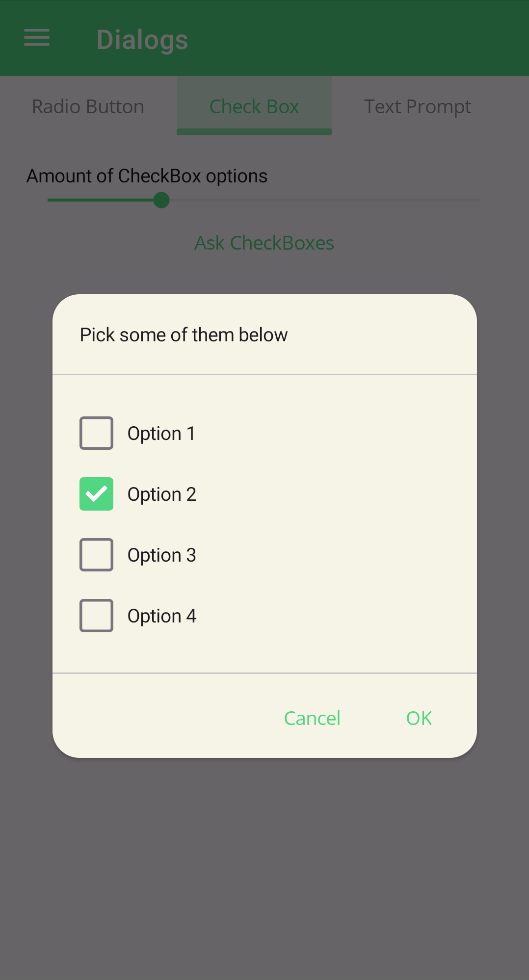 Dialogs
Radio Button Check Box Text Prompt
Amount of CheckBox options
Ask CheckBoxes
Pick some of them below
Option 1
Option 2
Option 3
Option 4
Cancel OK